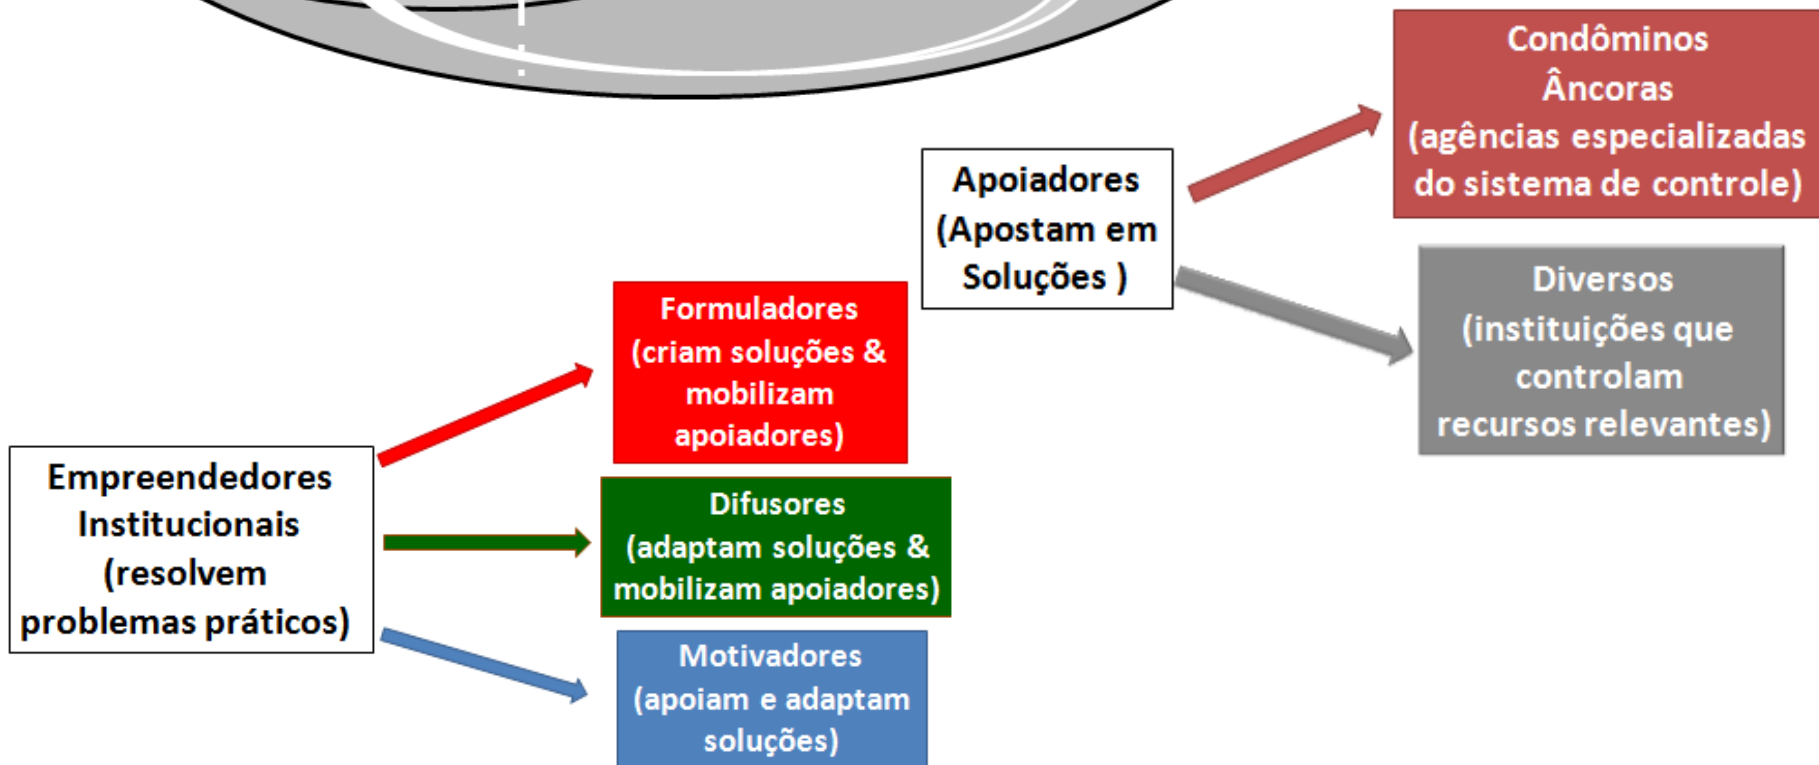 Condôminos
Âncoras
(agências especializadas
do sistema de controle)
Apoiadores
(Apostam em
Soluções )
Diversos
(instituições que
controlam
recursos relevantes)
Formuladores
(criam soluções &
mobilizam
apoiadores)
Empreendedores
Institucionais
(resolvem
problemas práticos)
Difusores
(adaptam soluções &
mobilizam apoiadores)
Motivadores
(apoiam e adaptam
soluções)